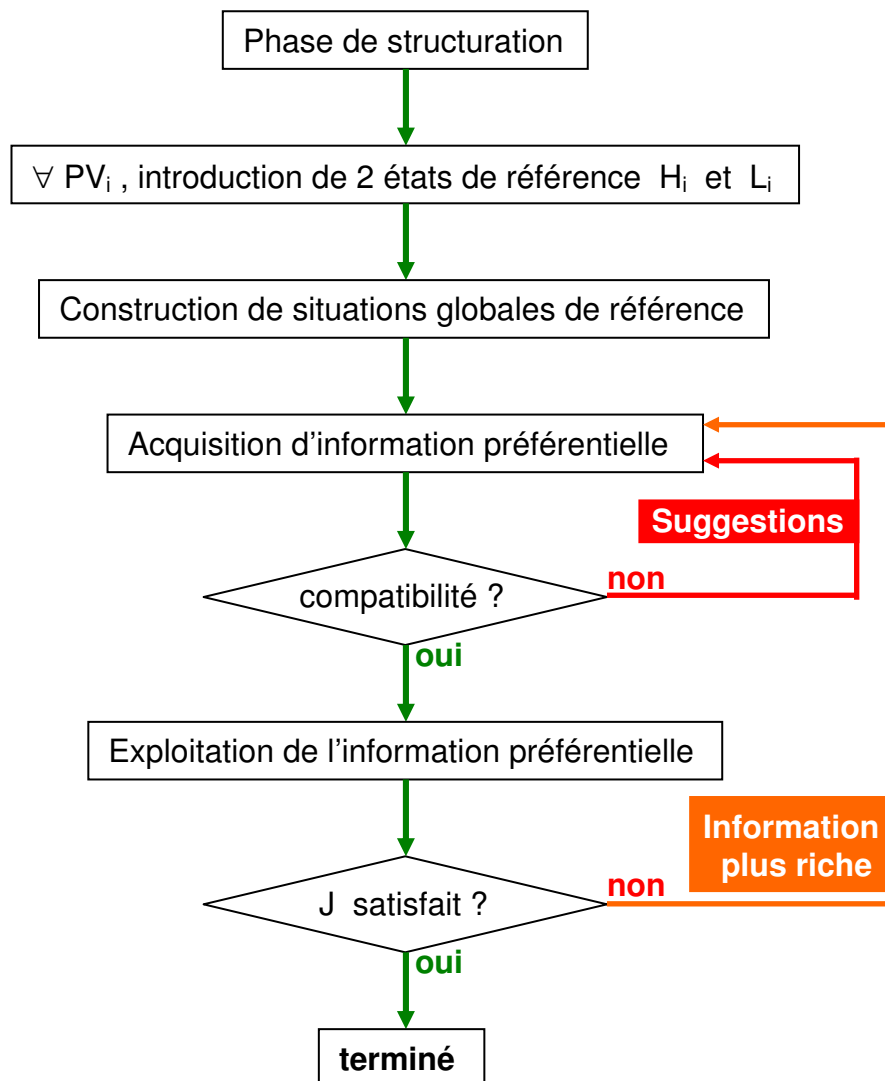 Phase de structuration
∀ PVᵢ , introduction de 2 états de référence Hᵢ et Lᵢ
Construction de situations globales de référence
Acquisition d’information préférentielle
Suggestions
compatibilité ?
non
oui
Exploitation de l’information préférentielle
Information
plus riche
J satisfait ?
non
oui
terminé